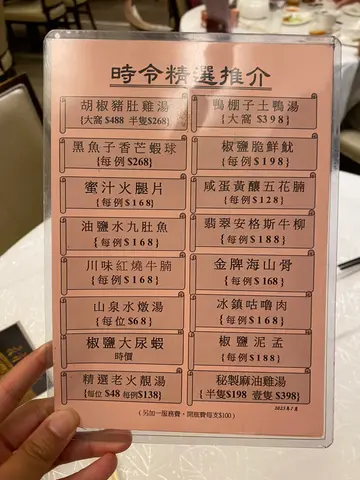 時令精選推介
胡椒豬肚雞湯
{大窩 $488 半隻$268}
鴨棚子土鴨湯
{大窩 $398}
黑魚子香芒蝦球
{每例$268}
椒鹽脆鮮魷
{每例$198}
蜜汁火腿片
{每例 $168}
咸蛋黃釀五花腩
{每例$128}
油鹽水九肚魚
{每例$168}
翡翠安格斯牛柳
{每例$188}
川味紅燒牛腩
{每例$168}
金牌海山骨
{每例$168}
山泉水燉湯
{每位$68}
冰鎮咕嚕肉
{每例$168}
椒鹽大尿蝦
時價
椒鹽泥孟
{每例$188}
精選老火靚湯
{每位 $48 每例$138}
秘製麻油雞湯
{半隻$198 壹隻 $398}
(另加一服務費，開瓶費每支$100)
2023年1月